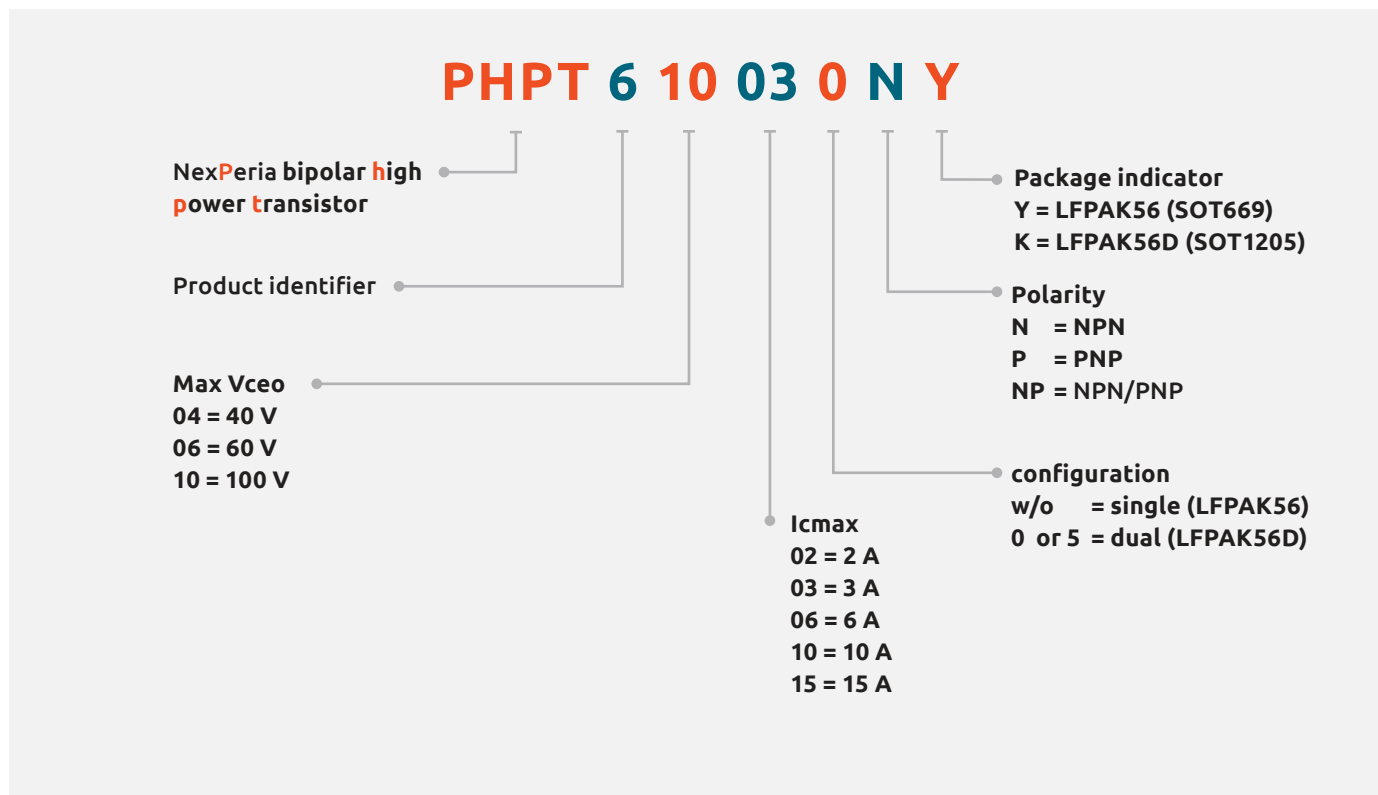 PHPT 6 10 03 0 N Y
NexPeria bipolar high
power transistor
Product identifier
Max Vceo
04 = 40 V
06 = 60 V
10 = 100 V
Icmax
02 = 2 A
03 = 3 A
06 = 6 A
10 = 10 A
15 = 15 A
Package indicator
Y = LFPAK56 (SOT669)
K = LFPAK56D (SOT1205)
Polarity
N = NPN
P = PNP
NP = NPN/PNP
configuration
w/o = single (LFPAK56)
0 or 5 = dual (LFPAK56D)